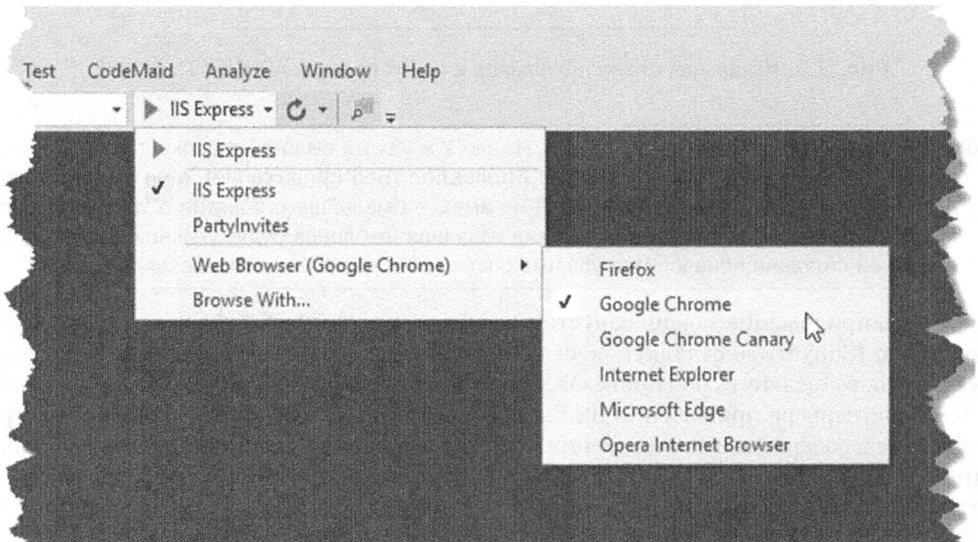 Test CodeMaid Analyze Window Help
IIS Express
IIS Express
IIS Express
PartyInvites
Web Browser (Google Chrome)
Browse With...
Firefox
Google Chrome
Google Chrome Canary
Internet Explorer
Microsoft Edge
Opera Internet Browser